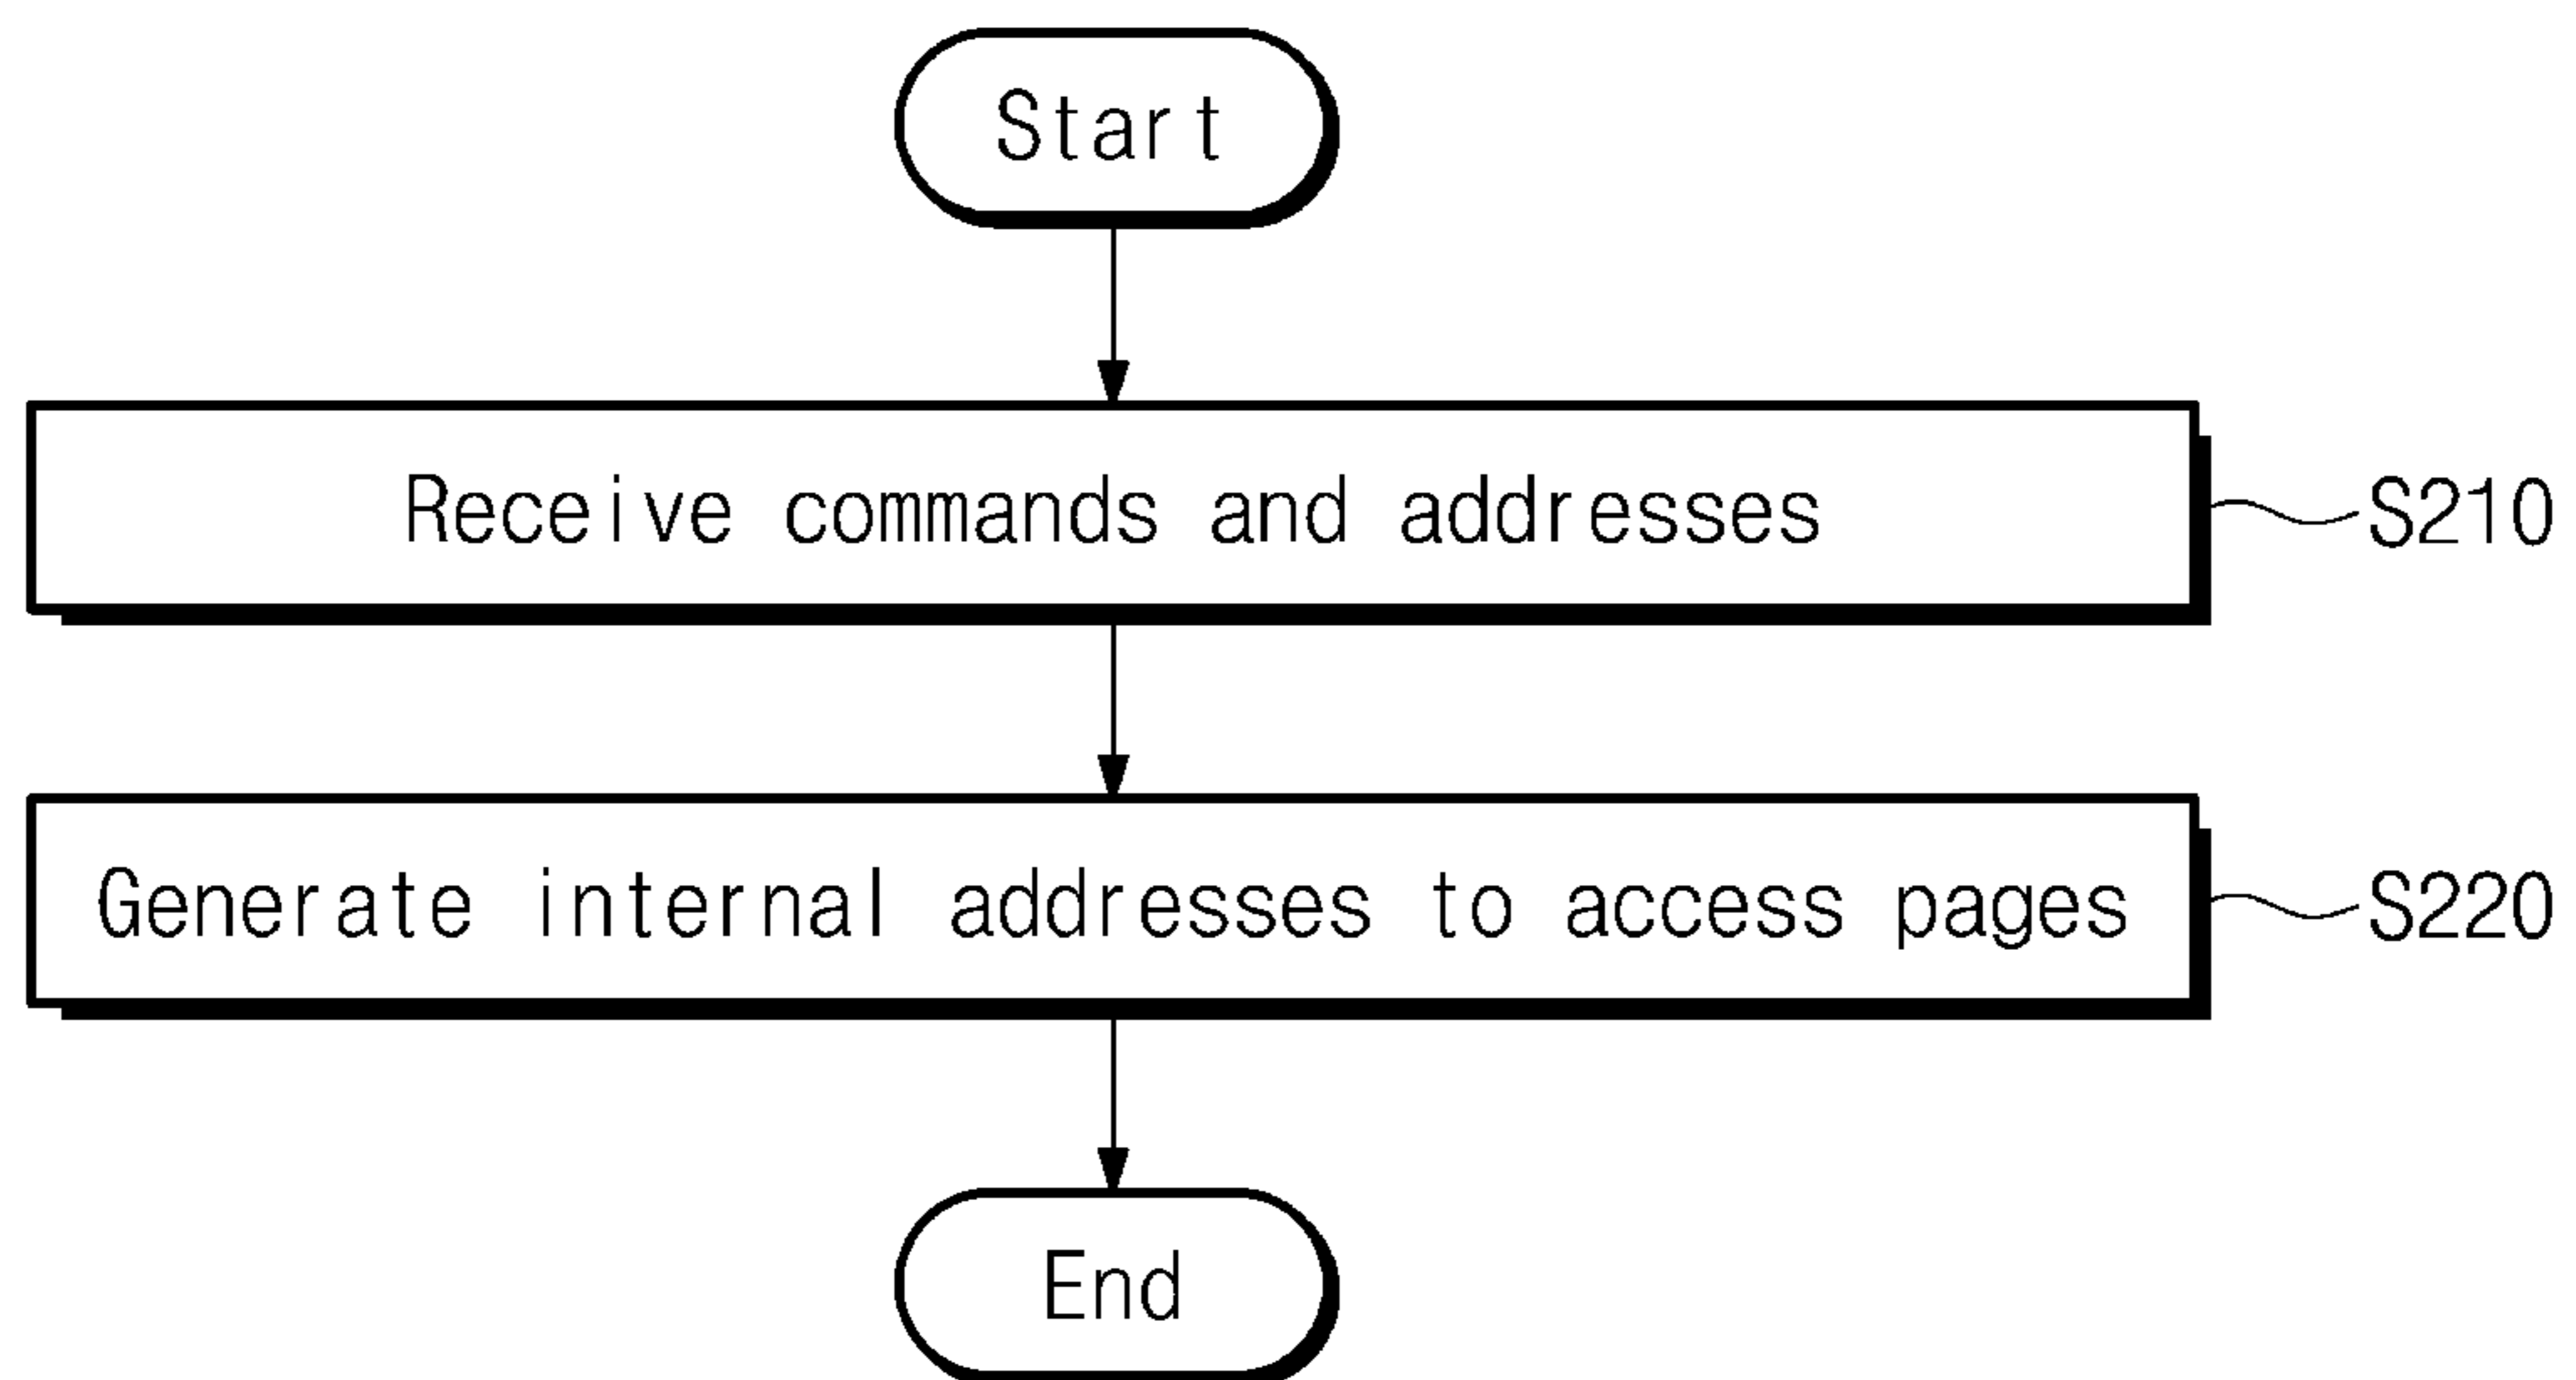 Start
Receive commands and addresses
S210
Generate internal addresses to access pages
S220
End